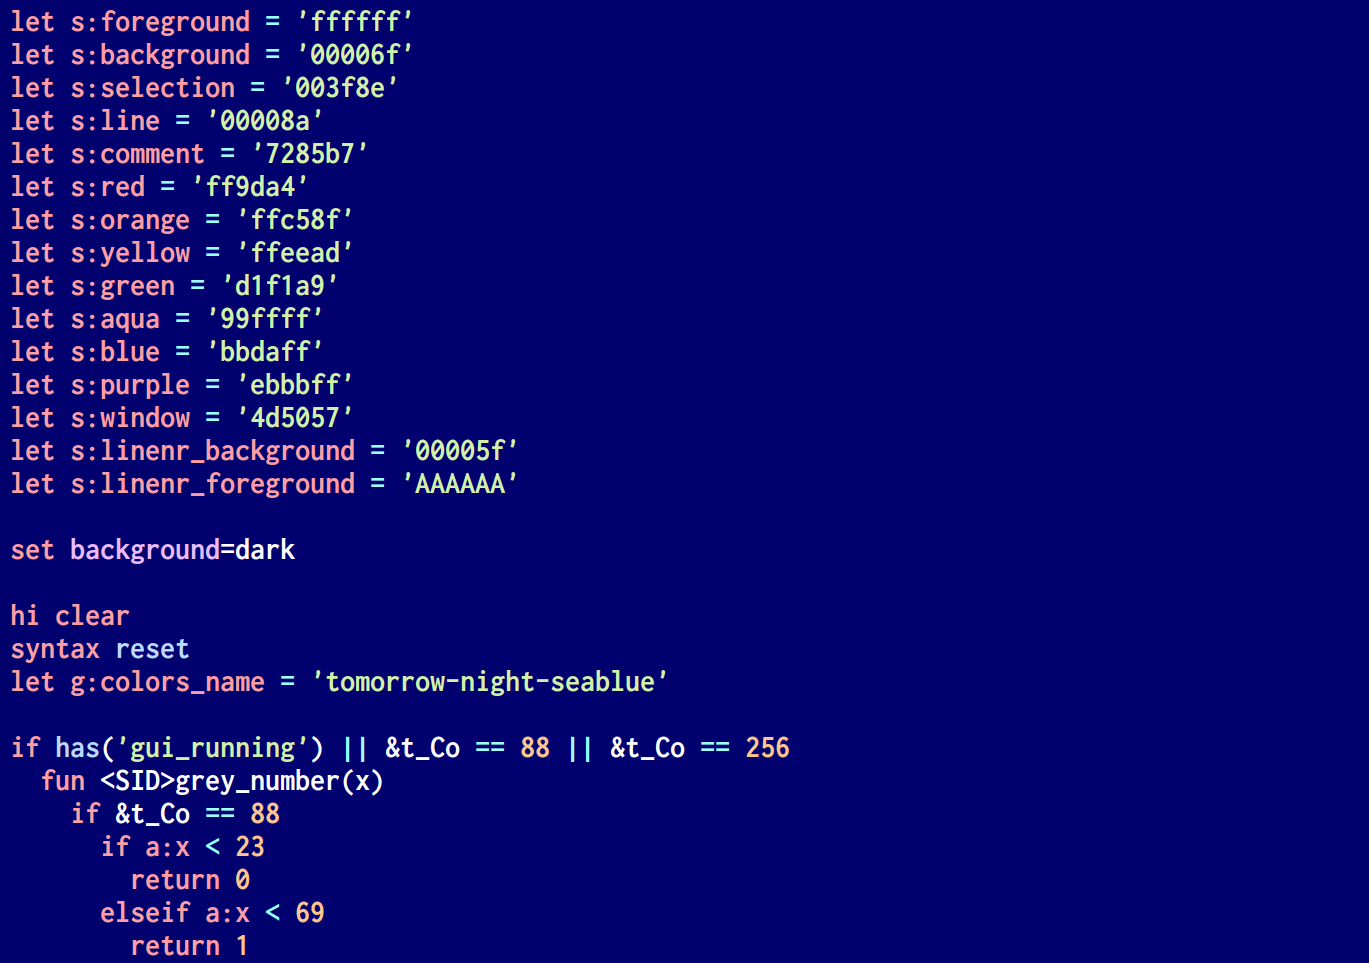 let s:foreground = 'ffffff'
let s:background = '00006f'
let s:selection = '003f8e'
let s:line = '00008a'
let s:comment = '7285b7'
let s:red = 'ff9da4'
let s:orange = 'ffc58f'
let s:yellow = 'ffeead'
let s:green = 'd1f1a9'
let s:aqua = '99ffff'
let s:blue = 'bbdaff'
let s:purple = 'ebbbff'
let s:window = '4d5057'
let s:linenr_background = '00005f'
let s:linenr_foreground = 'AAAAAA'

set background=dark

hi clear
syntax reset
let g:colors_name = 'tomorrow-night-seablue'

if has('gui_running') || &t_Co == 88 || &t_Co == 256
  fun <SID>grey_number(x)
    if &t_Co == 88
      if a:x < 23
        return 0
      elseif a:x < 69
        return 1